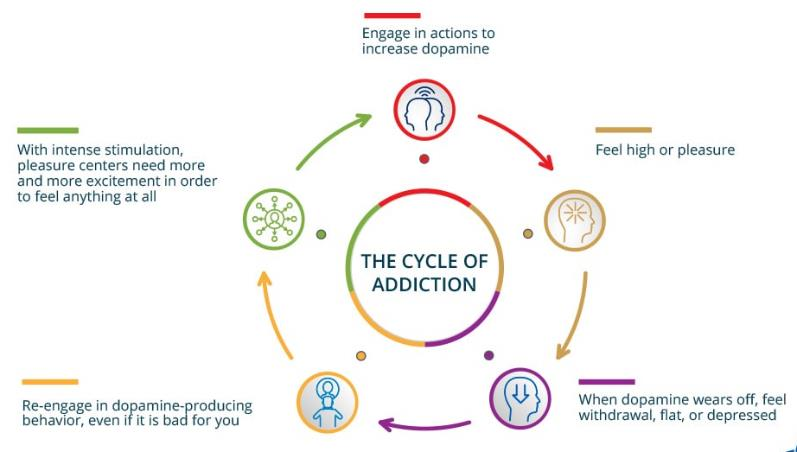 Engage in actions to
increase dopamine
With intense stimulation,
pleasure centers need more
and more excitement in order
to feel anything at all
Feel high or pleasure
THE CYCLE OF
ADDICTION
Re-engage in dopamine-producing
behavior, even if it is bad for you
When dopamine wears off, feel
withdrawal, flat, or depressed